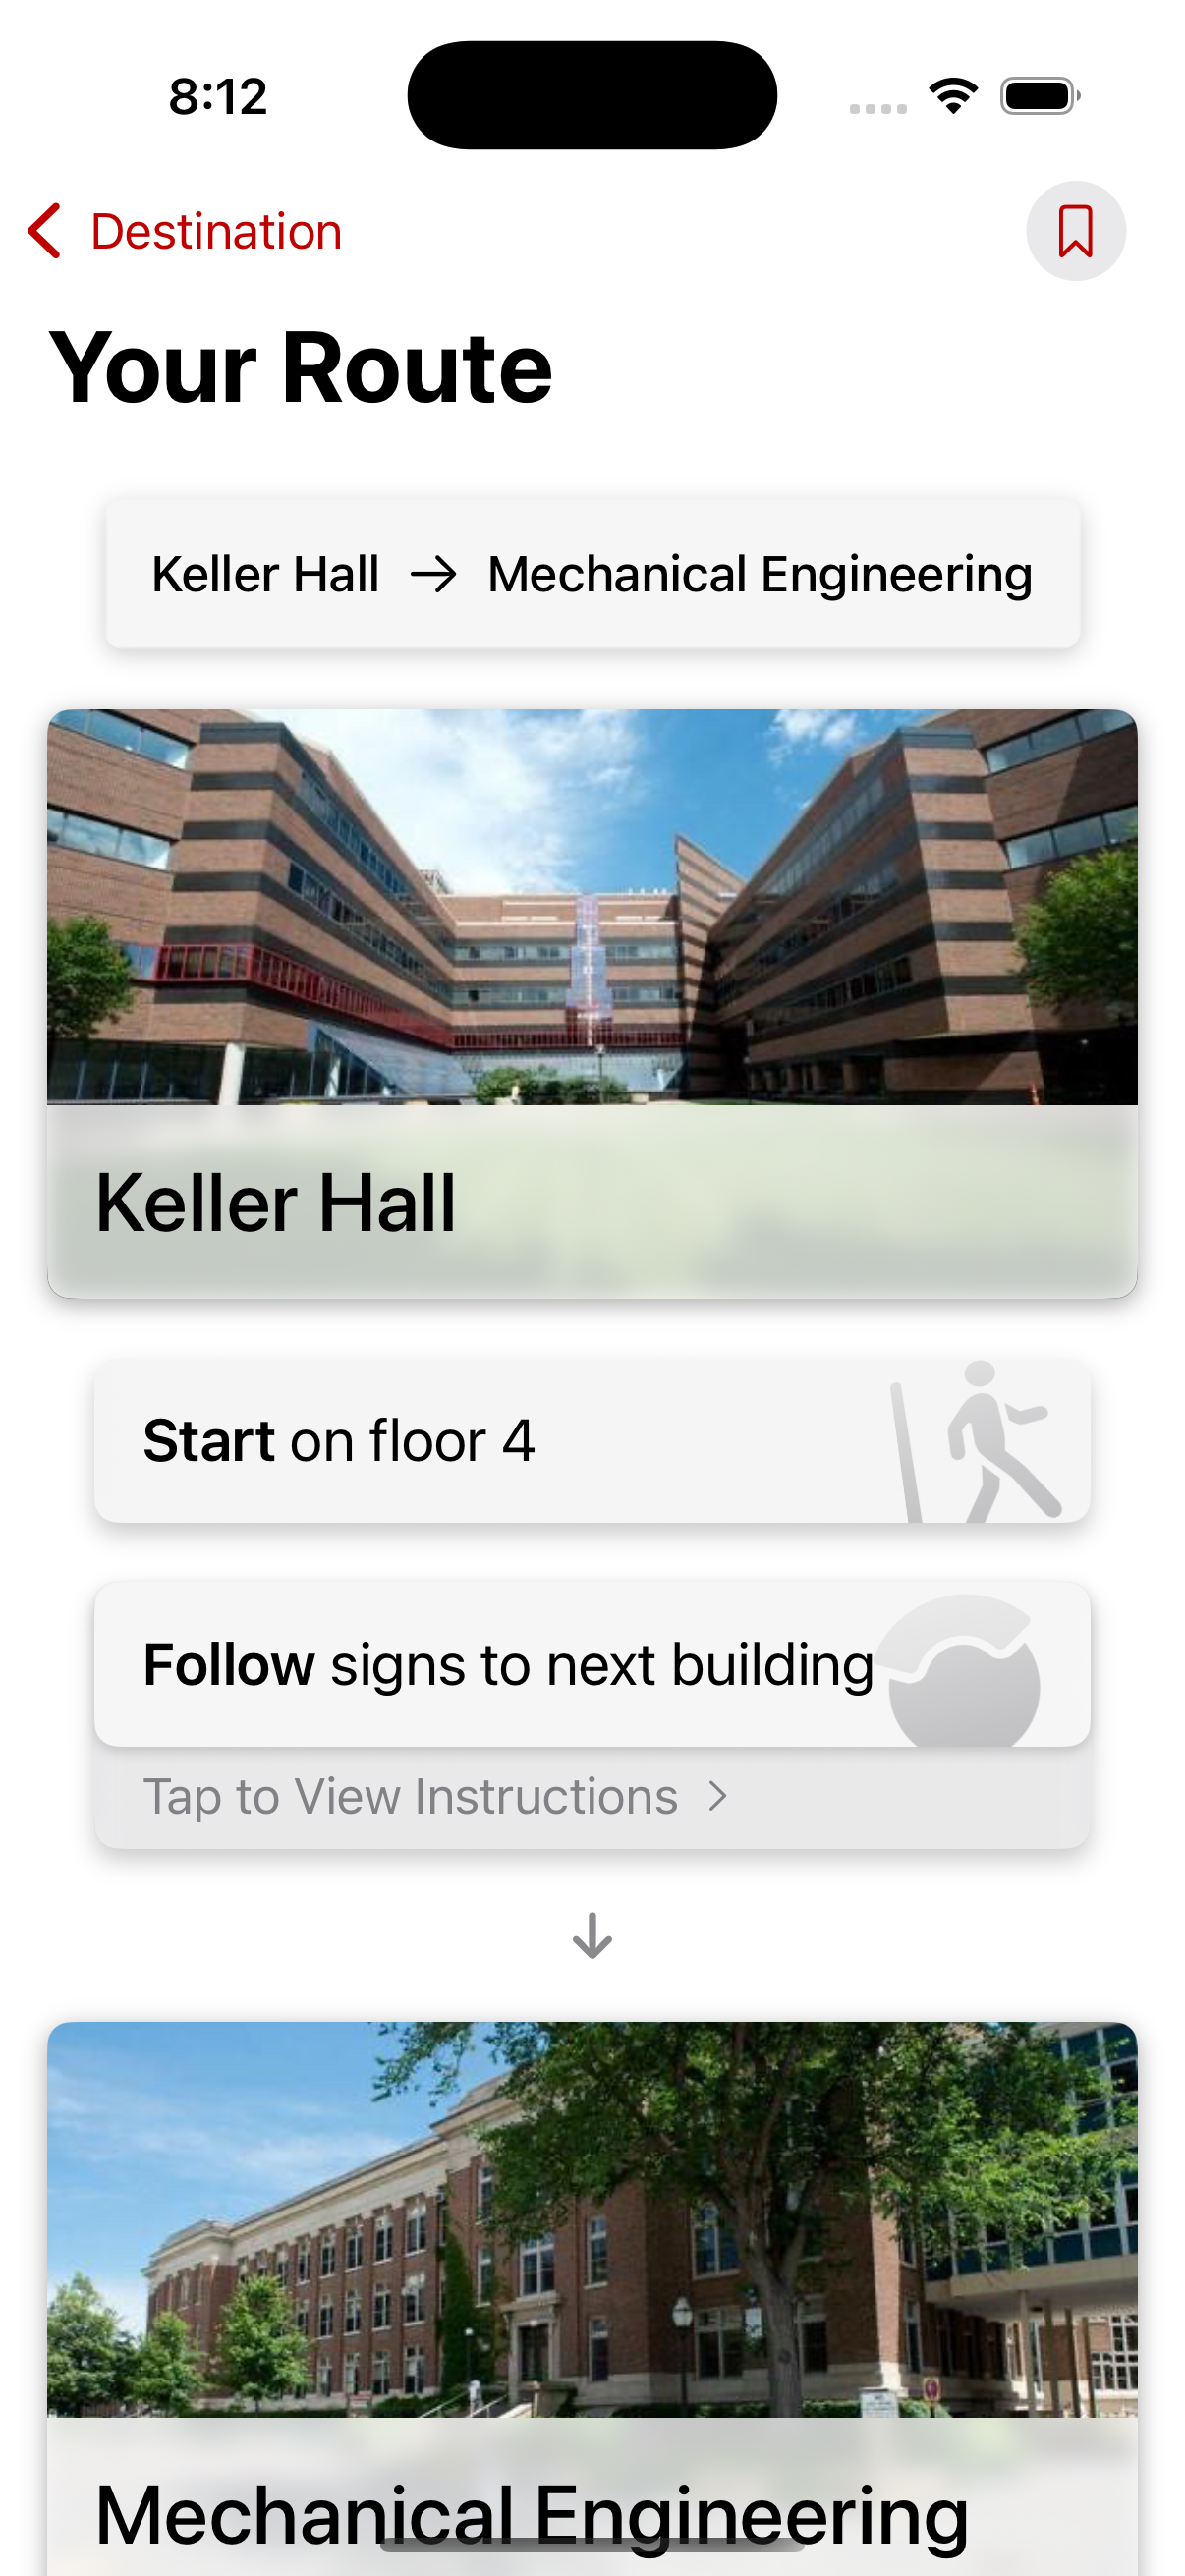 8:12
Destination
Your Route
Keller Hall → Mechanical Engineering
Keller Hall
Start on floor 4
Follow signs to next building
Tap to View Instructions >
Mechanical Engineering